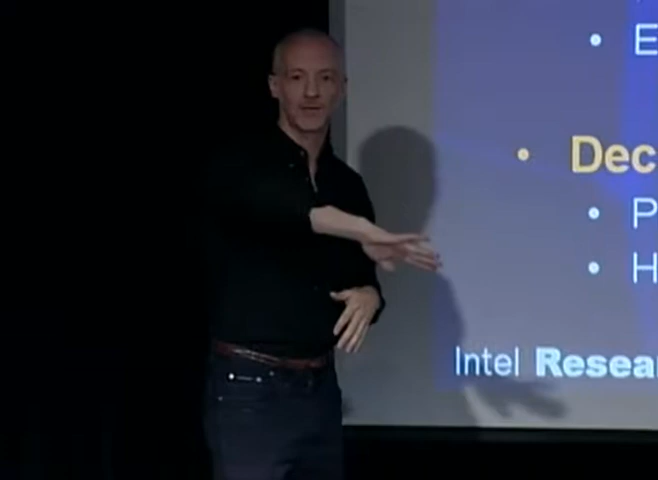 • E
• Dec
• P
• H
Intel Resea